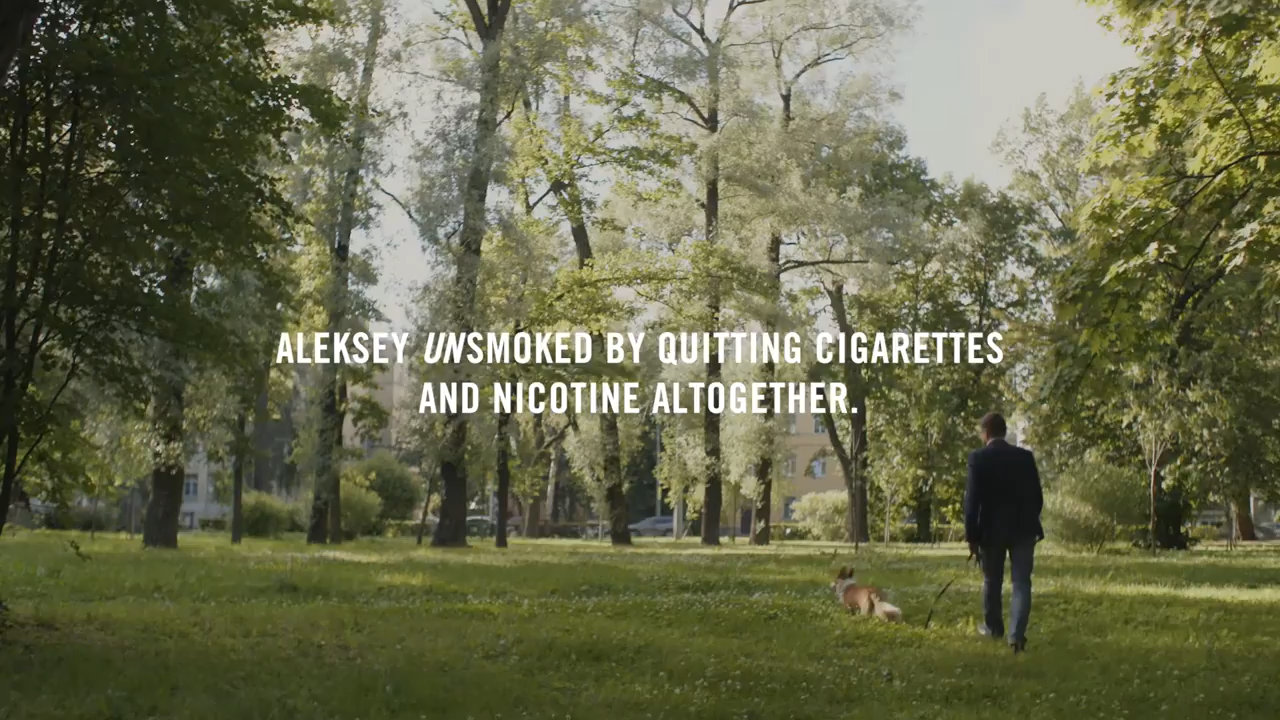 ALEKSEY UNSMOKED BY QUITTING CIGARETTES
AND NICOTINE ALTOGETHER.